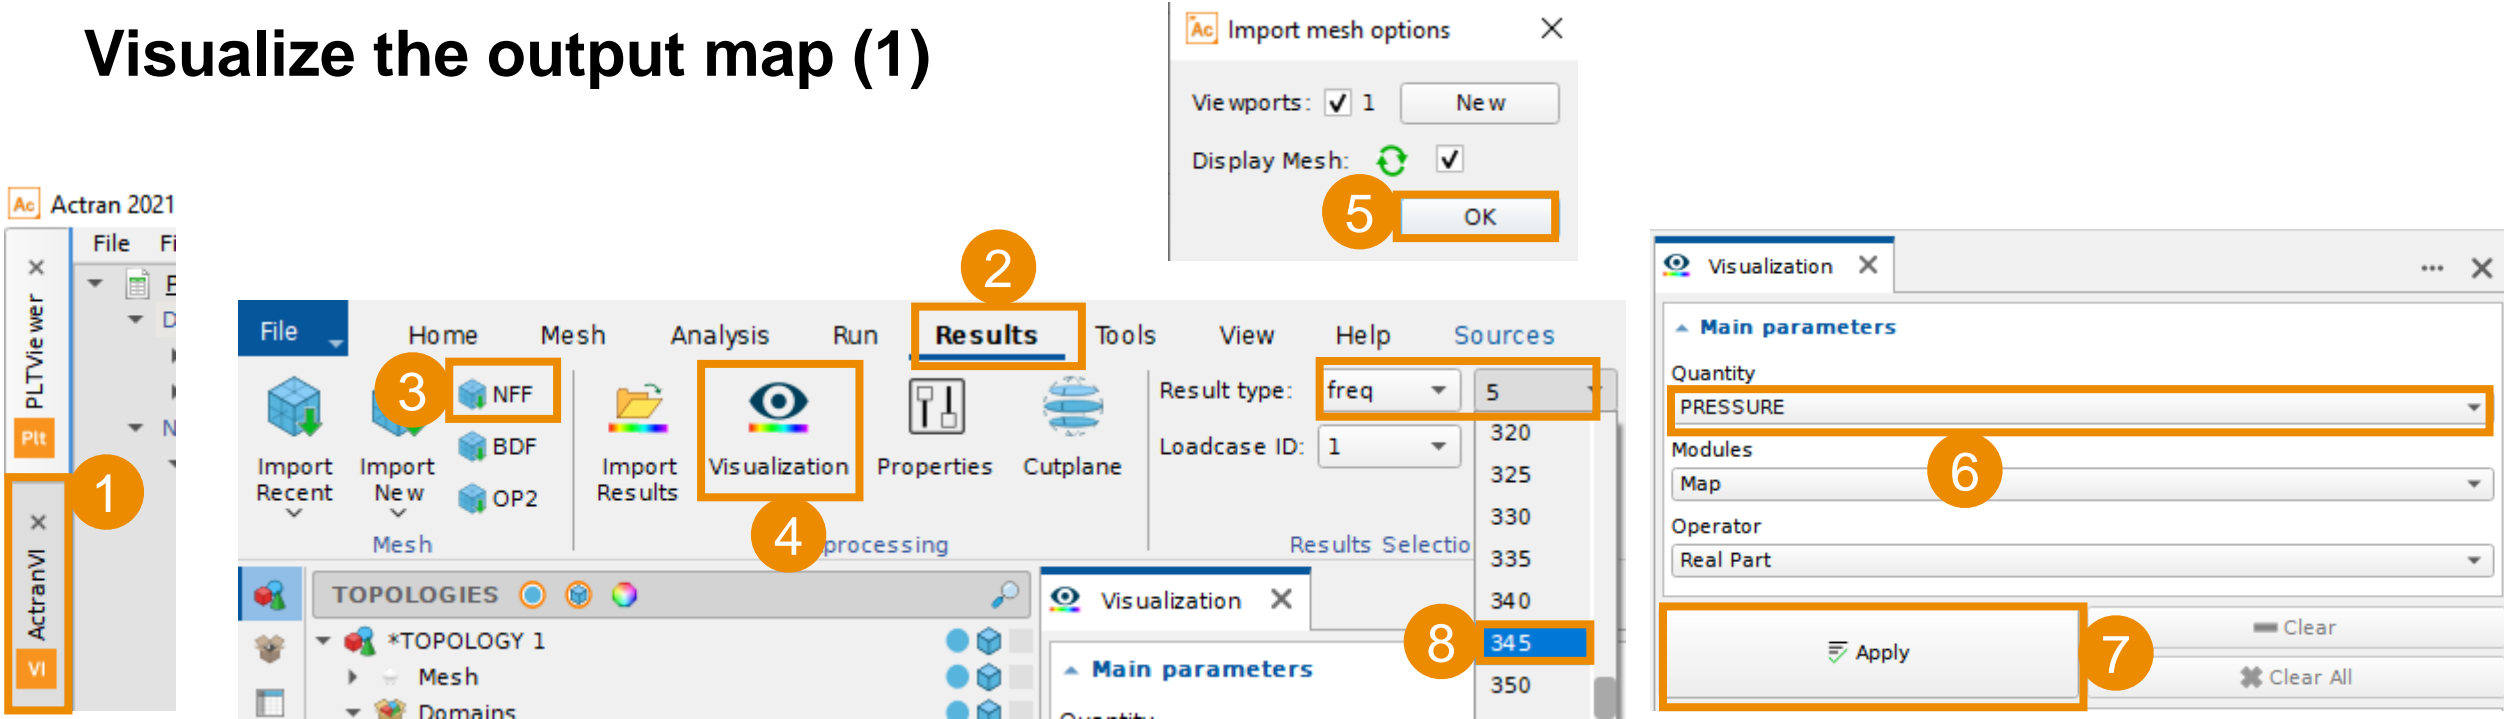 Visualize the output map (1)
Ac Import mesh options
Viewports: 1 New
Display Mesh:
5 OK
Ac Actran 2021
File Fi
PLTViewer
Plt
1
ActranVI
VI
2
File Home Mesh Analysis Run Results Tools View Help Sources
3 NFF
BDF
OP2
Import Recent
Import New
Mesh
Import Results
Visualization
Properties
Cutplane
4
processing
Result type: freq 5
Loadcase ID: 1
Results Selectio
320
325
330
335
340
8 345
350
TOPOLOGIES
*TOPOLOGY 1
Mesh
Domains
Visualization
Main parameters
Quantity
Visualization
Main parameters
Quantity
PRESSURE
Modules
6
Map
Operator
Real Part
Apply
7
Clear
Clear All